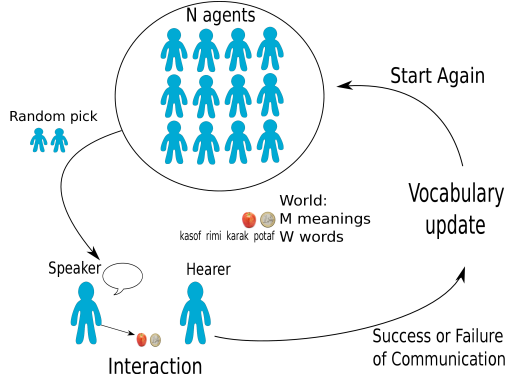 N agents
Start Again
Random pick
World:
M meanings
kasof rimi karak potaf W words
Vocabulary
update
Speaker
Hearer
Success or Failure
of Communication
Interaction